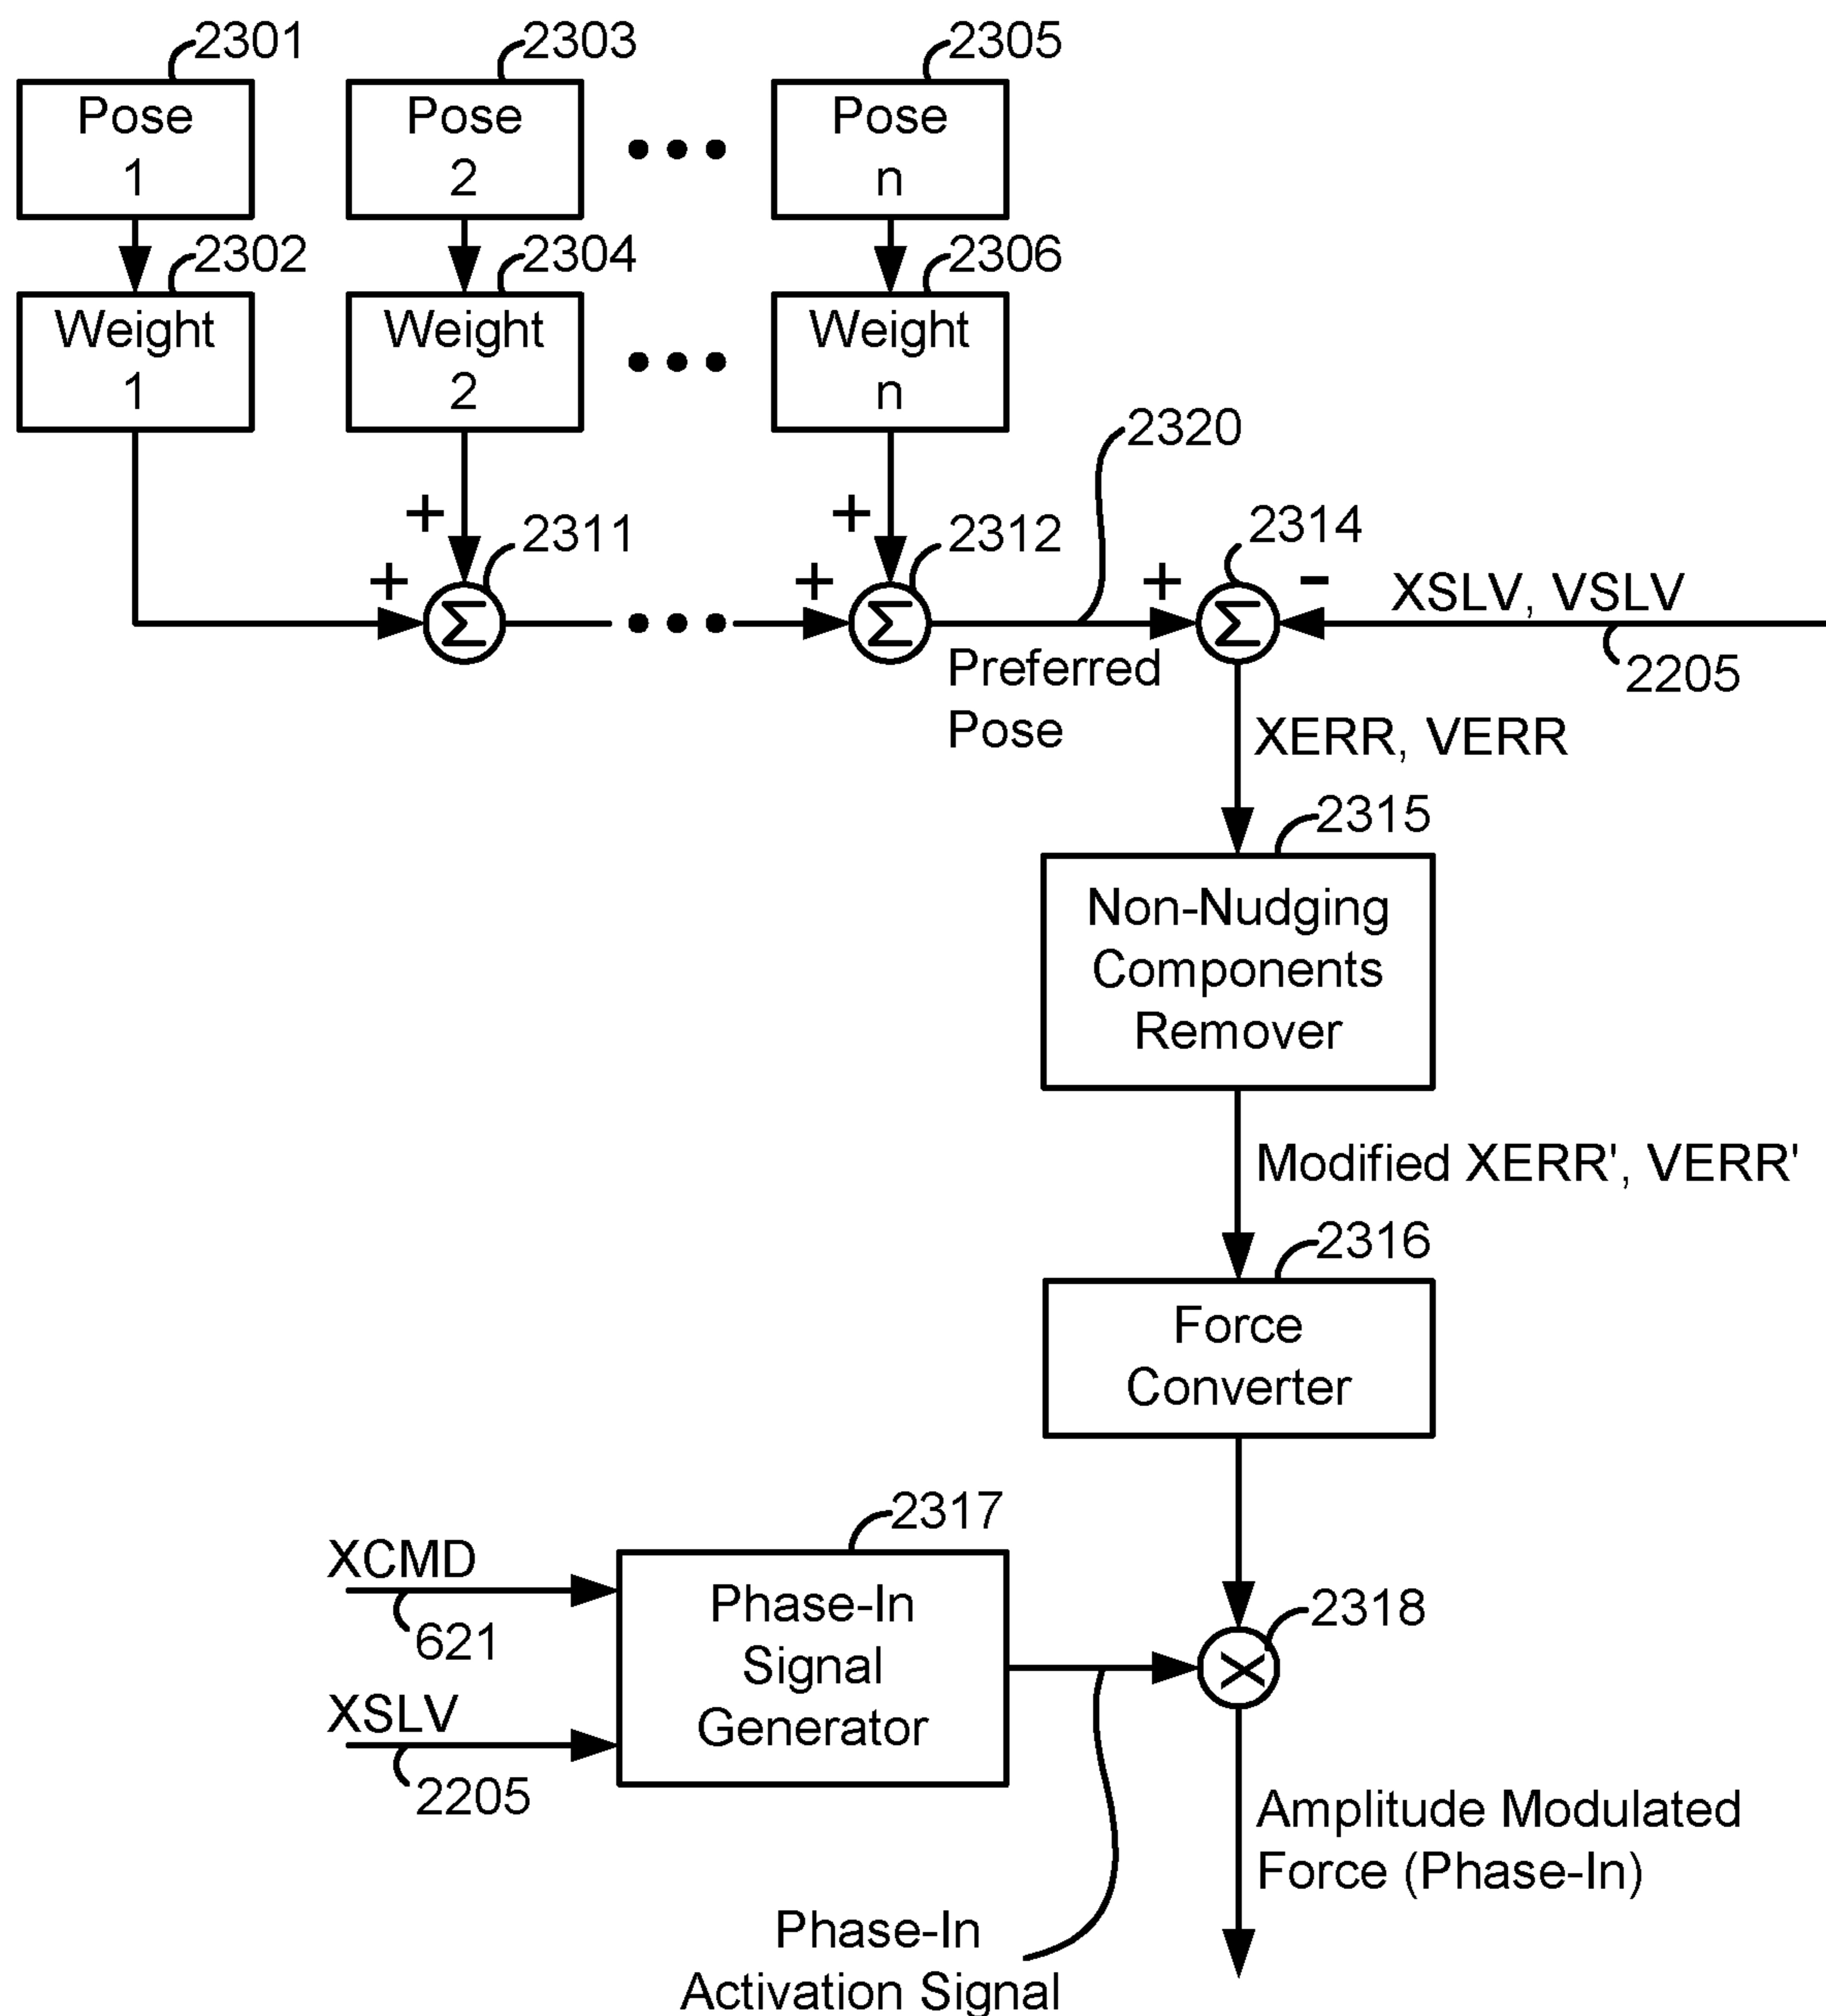 2301
2303
2305
Pose
1
Pose
2
Pose
n
2302
2304
2306
Weight
1
Weight
2
Weight
n
2320
+
+
2311
2312
2314
+
+
+
-
Σ
Σ
Σ
XSLV, VSLV
2205
Preferred
Pose
XERR, VERR
2315
Non-Nudging
Components
Remover
Modified XERR', VERR'
2316
Force
Converter
2317
XCMD
621
XSLV
2205
Phase-In
Signal
Generator
2318
X
Amplitude Modulated
Force (Phase-In)
Phase-In
Activation Signal